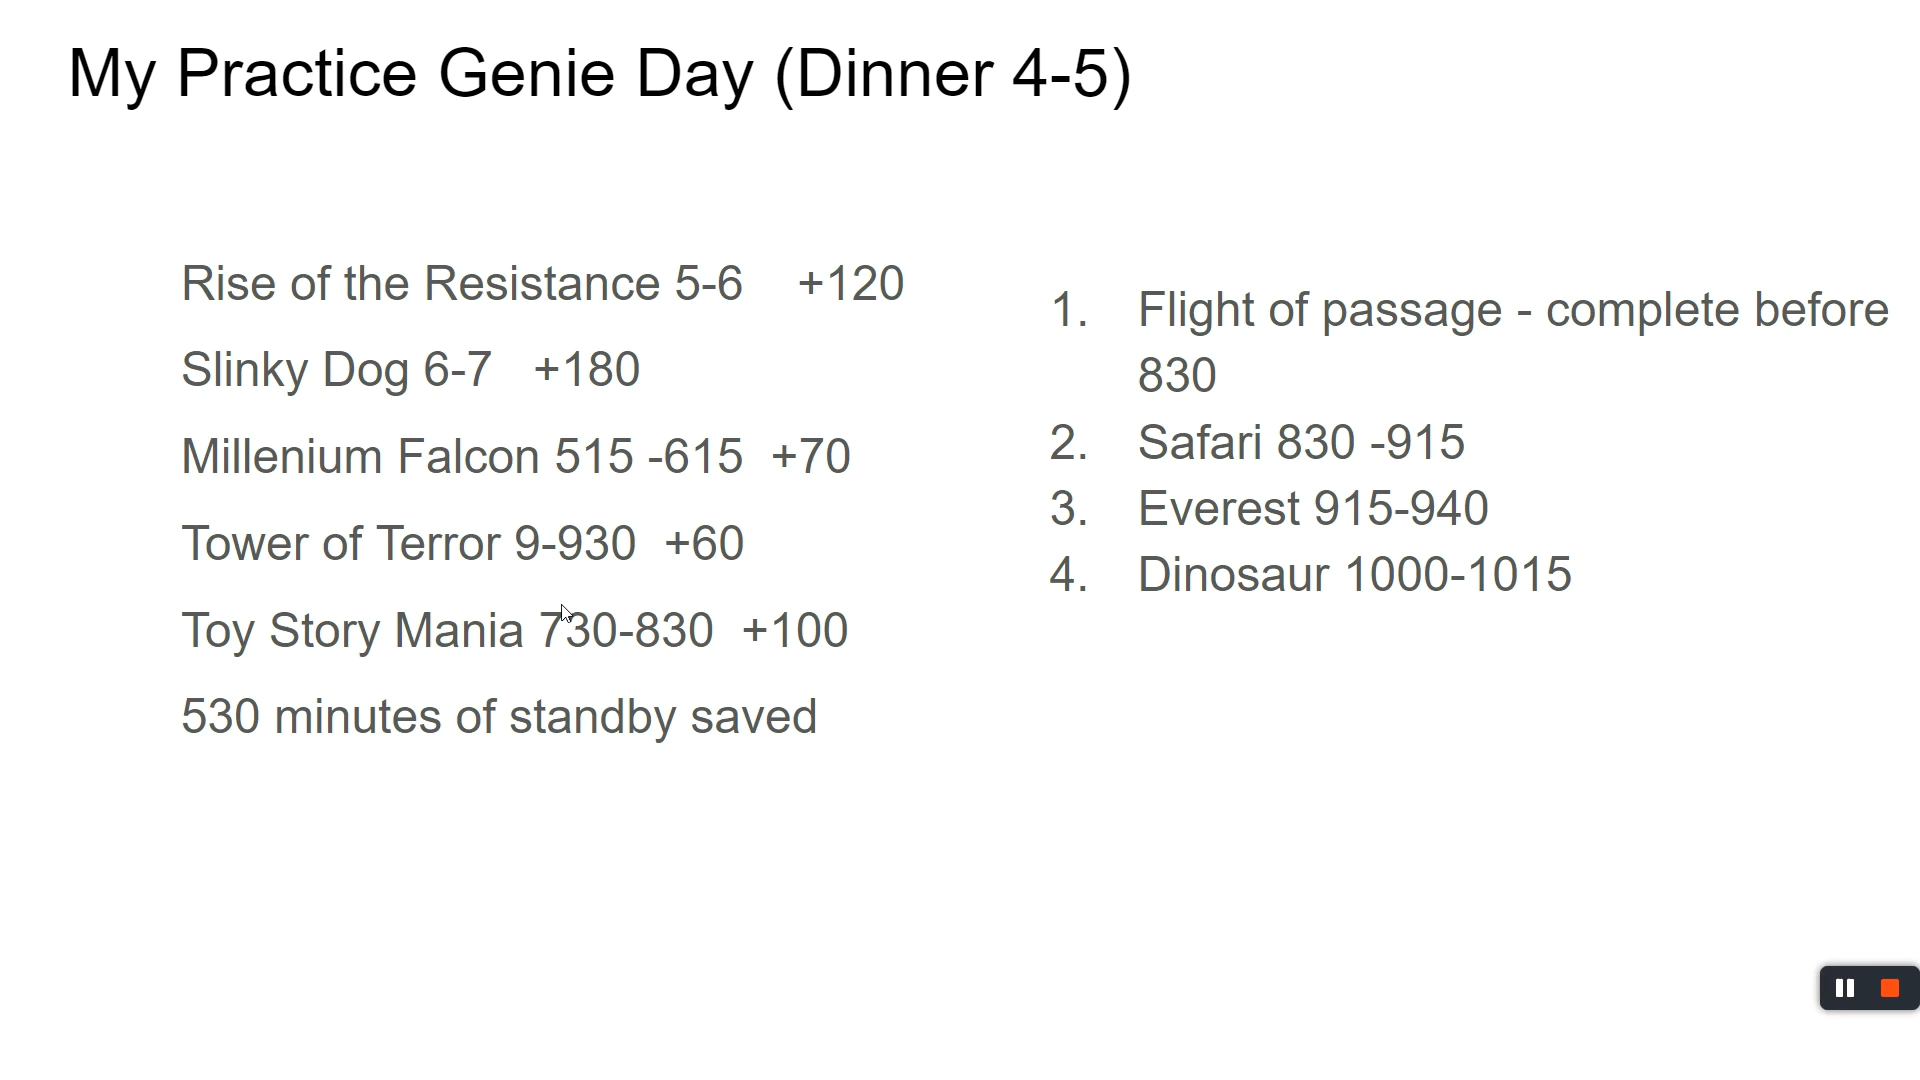 My Practice Genie Day (Dinner 4-5)
Rise of the Resistance 5-6 +120
Slinky Dog 6-7 +180
Millenium Falcon 515 -615 +70
Tower of Terror 9-930 +60
Toy Story Mania 730-830 +100
530 minutes of standby saved
1. Flight of passage - complete before
830
2. Safari 830 -915
3. Everest 915-940
4. Dinosaur 1000-1015